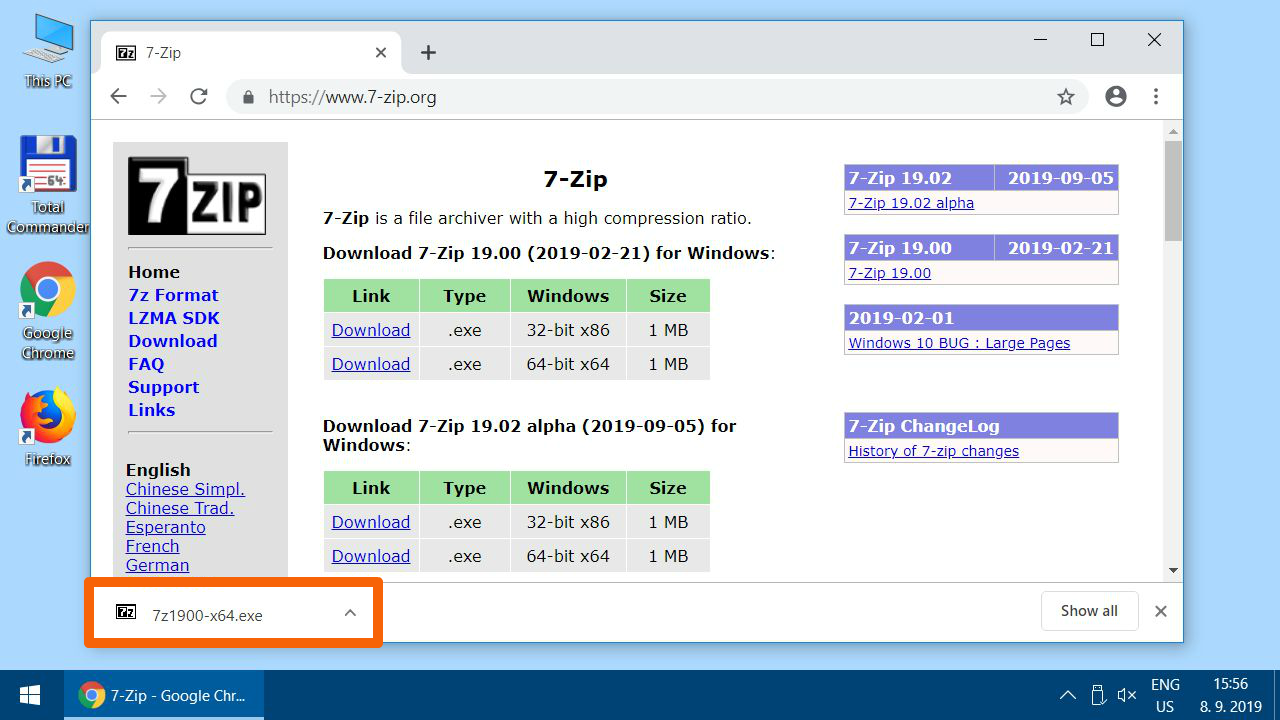 This PC
64.
Total
Commander
Google
Chrome
Firefox
7z 7-Zip
https://www.7-zip.org
7ZIP
Home
7z Format
LZMA SDK
Download
FAQ
Support
Links
English
Chinese Simpl.
Chinese Trad.
Esperanto
French
German
7-Zip
7-Zip is a file archiver with a high compression ratio.
Download 7-Zip 19.00 (2019-02-21) for Windows:
Link Type Windows Size
Download .exe 32-bit x86 1 MB
Download .exe 64-bit x64 1 MB
Download 7-Zip 19.02 alpha (2019-09-05) for
Windows:
Link Type Windows Size
Download .exe 32-bit x86 1 MB
Download .exe 64-bit x64 1 MB
7-Zip 19.02 2019-09-05
7-Zip 19.02 alpha
7-Zip 19.00 2019-02-21
7-Zip 19.00
2019-02-01
Windows 10 BUG : Large Pages
7-Zip ChangeLog
History of 7-zip changes
7z 7z1900-x64.exe
Show all
7-Zip - Google Chr...
ENG
US
15:56
8. 9. 2019